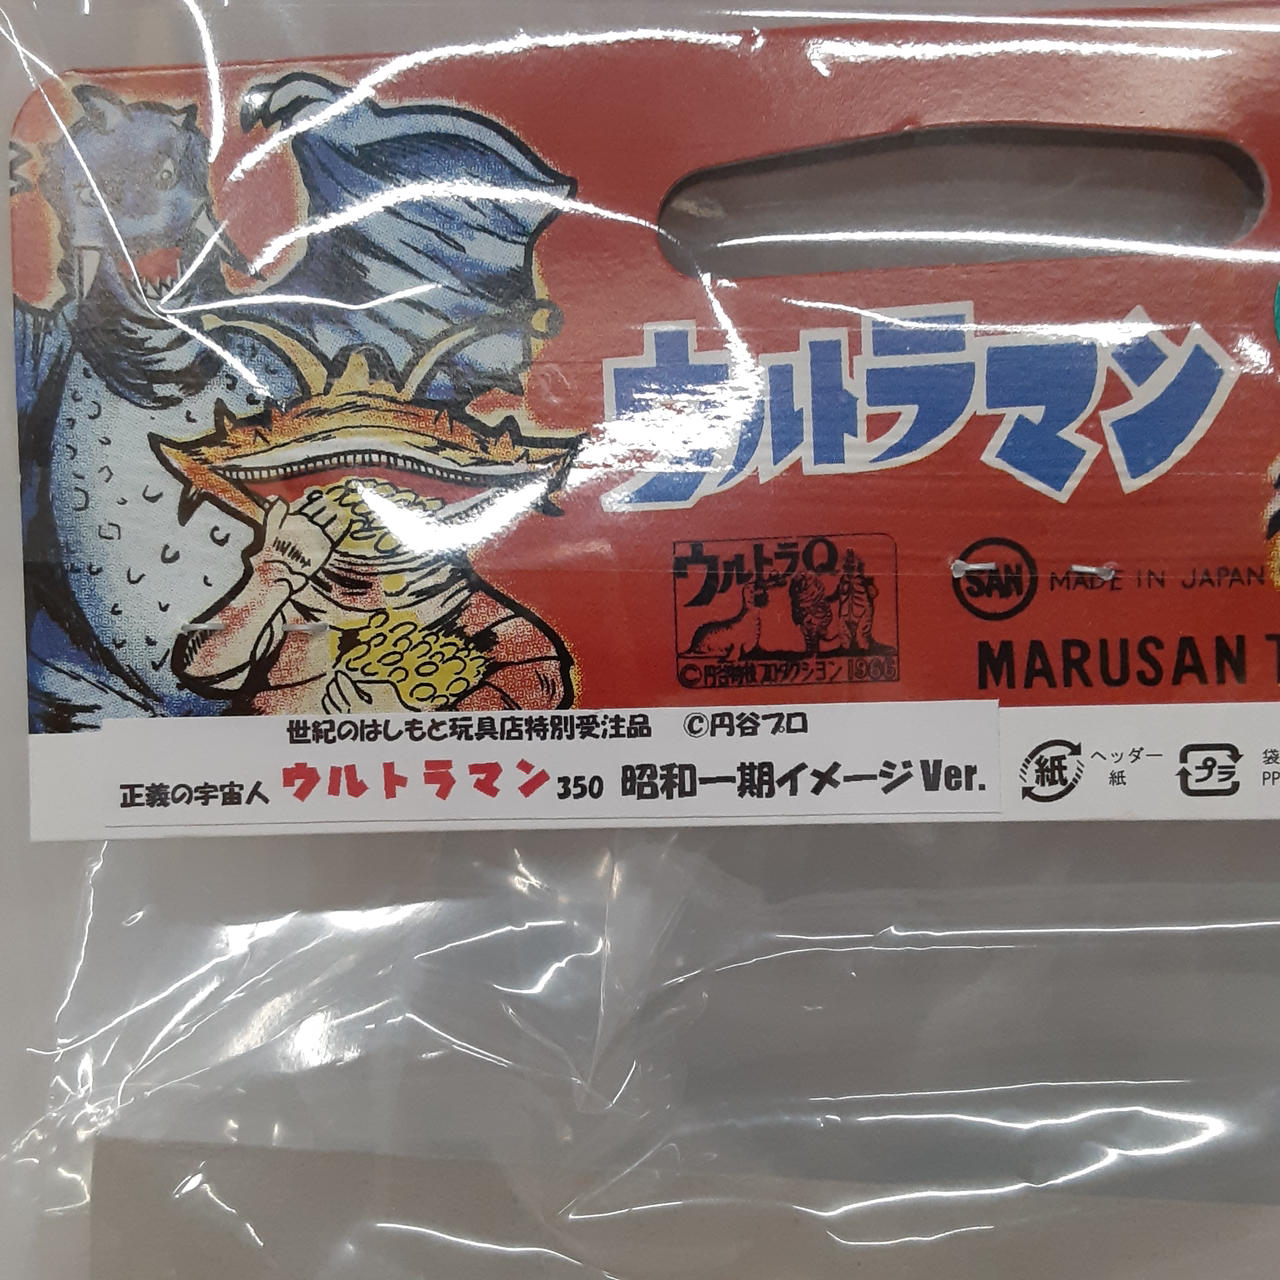 ウルトラマン
ウルトラQ
©円谷特技プロダクション 1966
SAN MADE IN JAPAN
MARUSAN T
世紀のはしもと玩具店特別受注品 ©円谷プロ
正義の宇宙人 ウルトラマン 350 昭和一期イメージVer.
紙 ヘッダー
紙
プラ 袋
PP